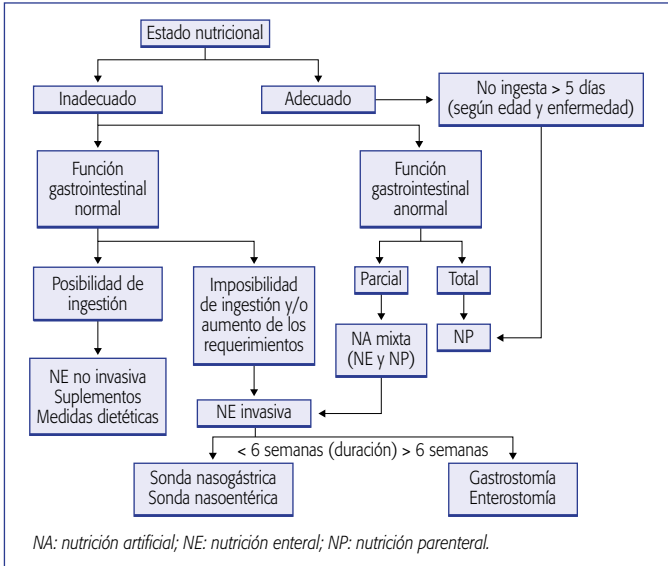 Estado nutricional
Inadecuado
Adecuado
No ingesta > 5 días
(según edad y enfermedad)
Función
gastrointestinal
normal
Función
gastrointestinal
anormal
Posibilidad de
ingestión
Imposibilidad
de ingestión y/o
aumento de los
requerimientos
Parcial
Total
NA mixta
(NE y NP)
NP
NE no invasiva
Suplementos
Medidas dietéticas
NE invasiva
< 6 semanas (duración) > 6 semanas
Sonda nasogástrica
Sonda nasoentérica
Gastrostomía
Enterostomía
NA: nutrición artificial; NE: nutrición enteral; NP: nutrición parenteral.